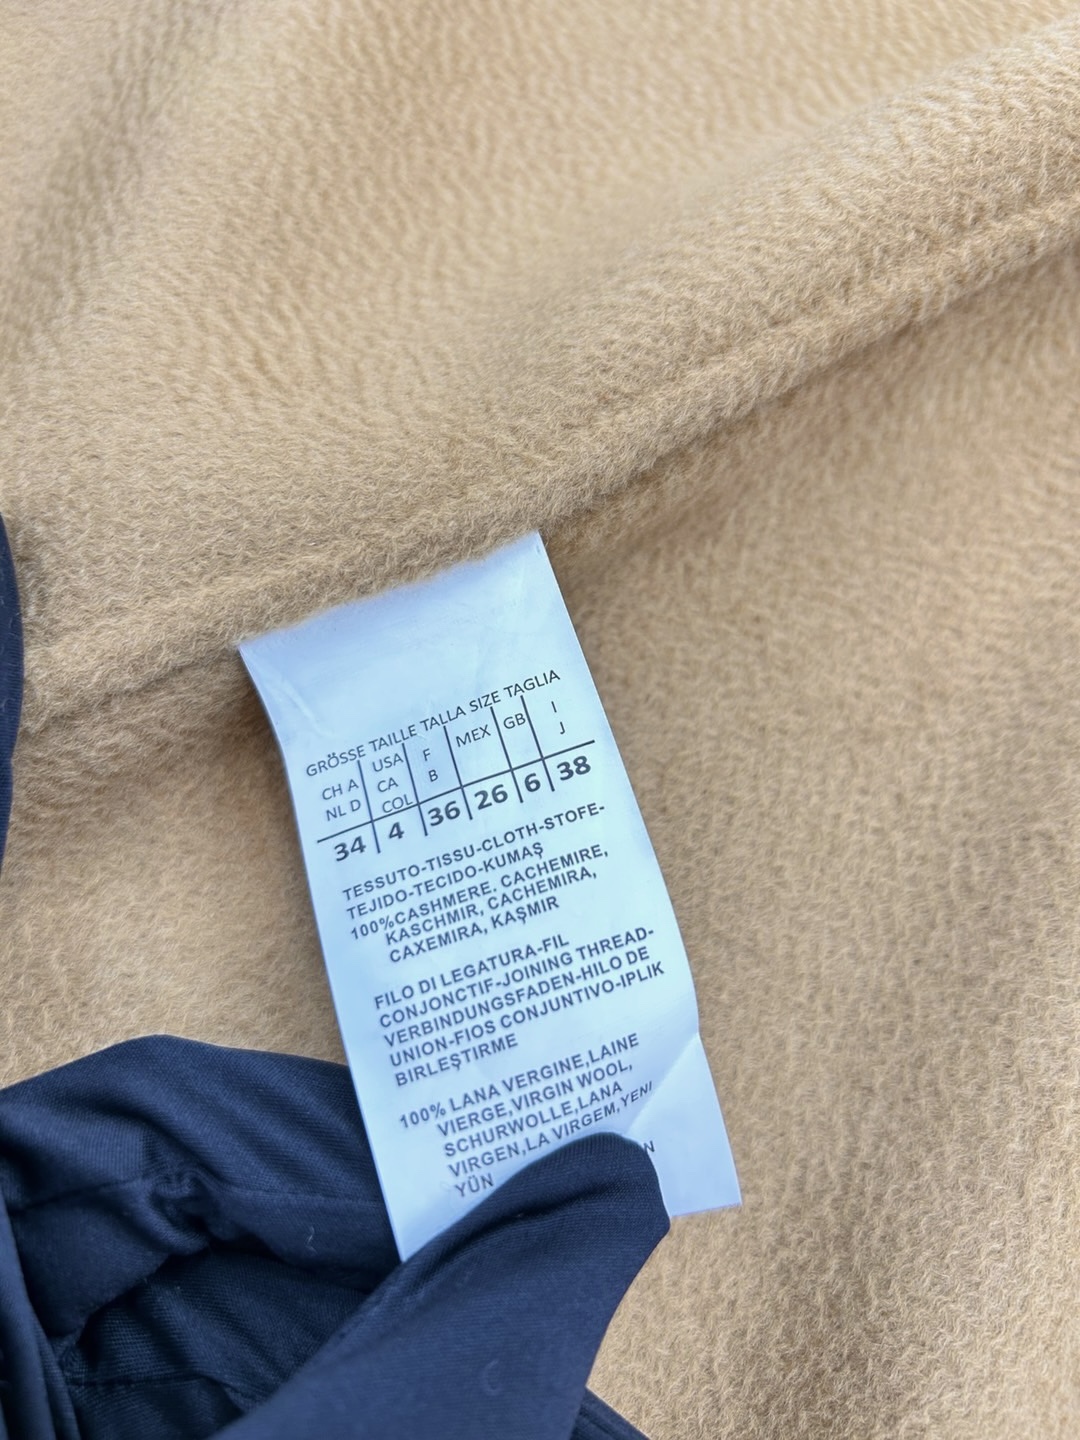 GRÖSSE TAILLE TALLA SIZE TAGLIA
CH A USA F MEX GB I
NL D CA B J
COL
34 4 36 26 6 38
TESSUTO-TISSU-CLOTH-STOFE-
TEJIDO-TECIDO-KUMAŞ
100%CASHMERE. CACHEMIRE,
KASCHMIR, CACHEMIRA,
CAXEMIRA, KAŞMIR
FILO DI LEGATURA-FIL
CONJONCTIF-JOINING THREAD-
VERBINDUNGSFADEN-HILO DE
UNION-FIOS CONJUNTIVO-IPLIK
BIRLEŞTIRME
100% LANA VERGINE,LAINE
VIERGE,VIRGIN WOOL,
SCHURWOLLE,LANA
VIRGEN,LA VIRGEM,YENI
YÜN